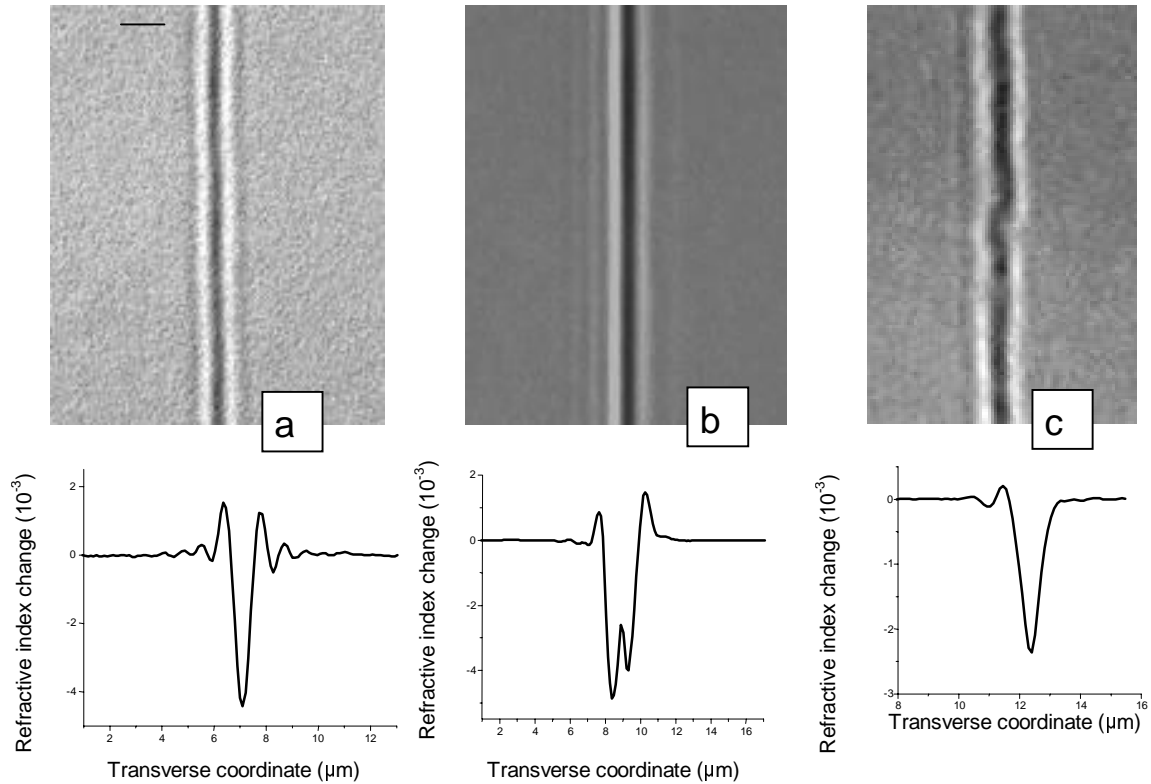 a
b
c
Refractive index change (10⁻³)
2
0
-2
-4
2 4 6 8 10 12
Transverse coordinate (µm)
Refractive index change (10⁻³)
2
0
-2
-4
2 4 6 8 10 12 14 16
Transverse coordinate (µm)
Refractive index change (10⁻³)
0
-1
-2
-3
8 10 12 14 16
Transverse coordinate (µm)